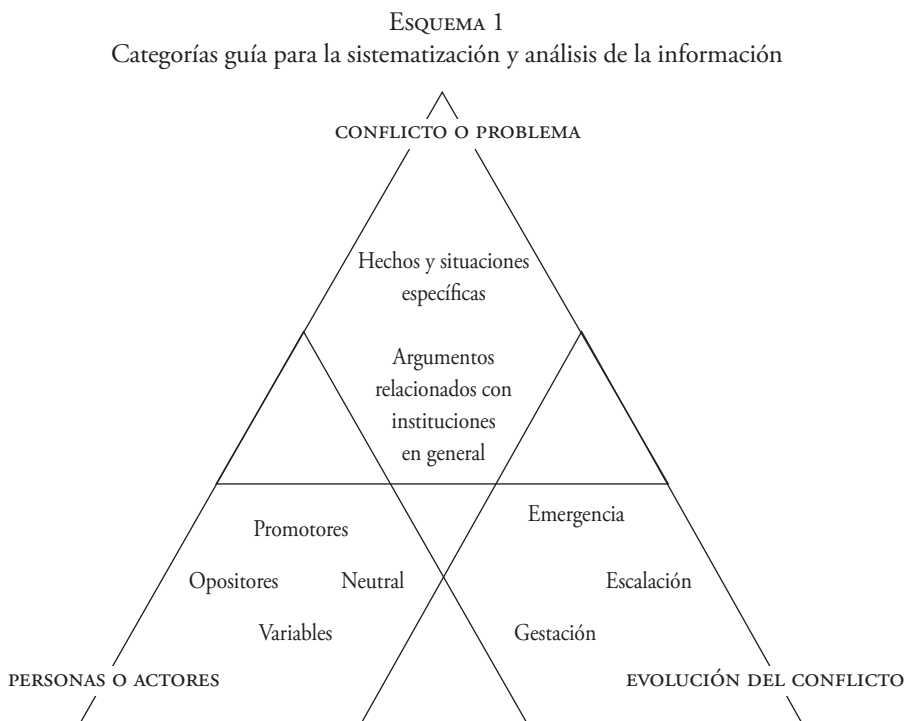 Esquema 1
Categorías guía para la sistematización y análisis de la información
conflicto o problema
Hechos y situaciones
específicas
Argumentos
relacionados con
instituciones
en general
Promotores
Emergencia
Opositores
Neutral
Escalación
Variables
Gestación
personas o actores
evolución del conflicto